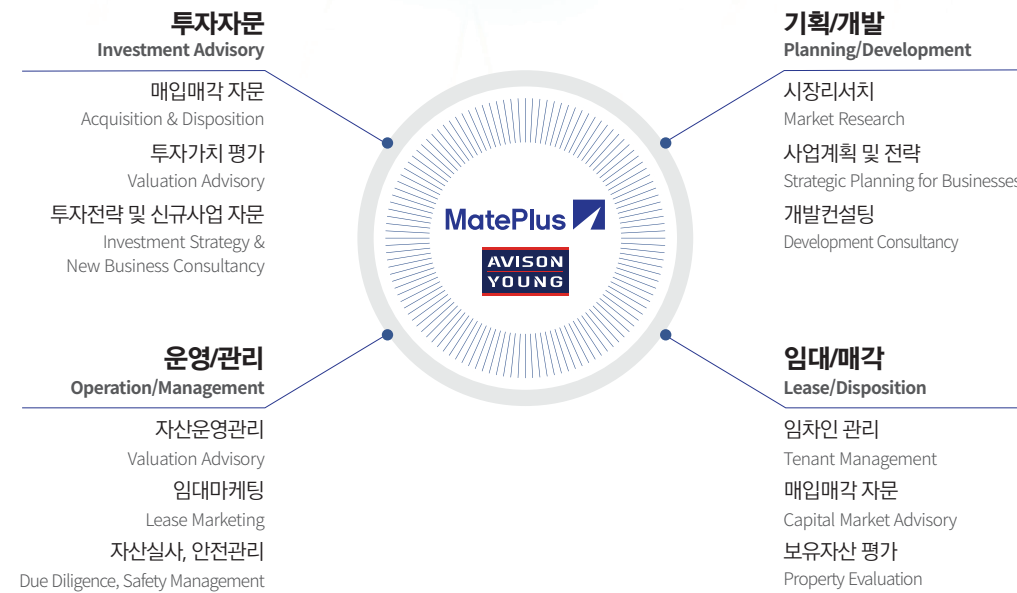 투자자문
Investment Advisory
매입매각 자문
Acquisition & Disposition
투자가치 평가
Valuation Advisory
투자전략 및 신규사업 자문
Investment Strategy &
New Business Consultancy
기획/개발
Planning/Development
시장리서치
Market Research
사업계획 및 전략
Strategic Planning for Businesses
개발컨설팅
Development Consultancy
MatePlus
AVISON
YOUNG
운영/관리
Operation/Management
자산운영관리
Valuation Advisory
임대마케팅
Lease Marketing
자산실사, 안전관리
Due Diligence, Safety Management
임대/매각
Lease/Disposition
임차인 관리
Tenant Management
매입매각 자문
Capital Market Advisory
보유자산 평가
Property Evaluation